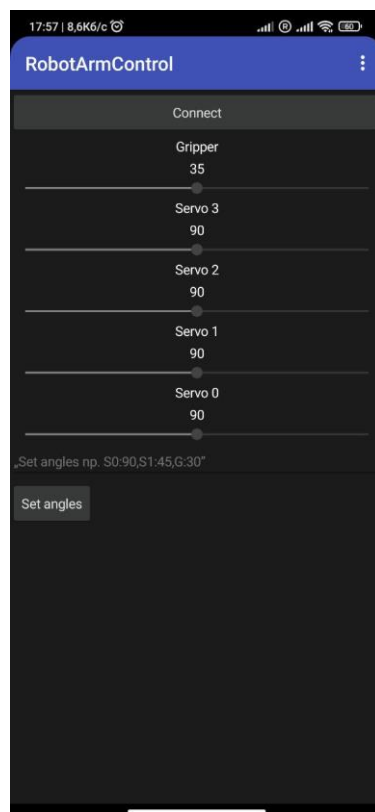 17:57 | 8,6Кб/с
R
60
RobotArmControl
Connect
Gripper
35
Servo 3
90
Servo 2
90
Servo 1
90
Servo 0
90
„Set angles np. S0:90,S1:45,G:30”
Set angles